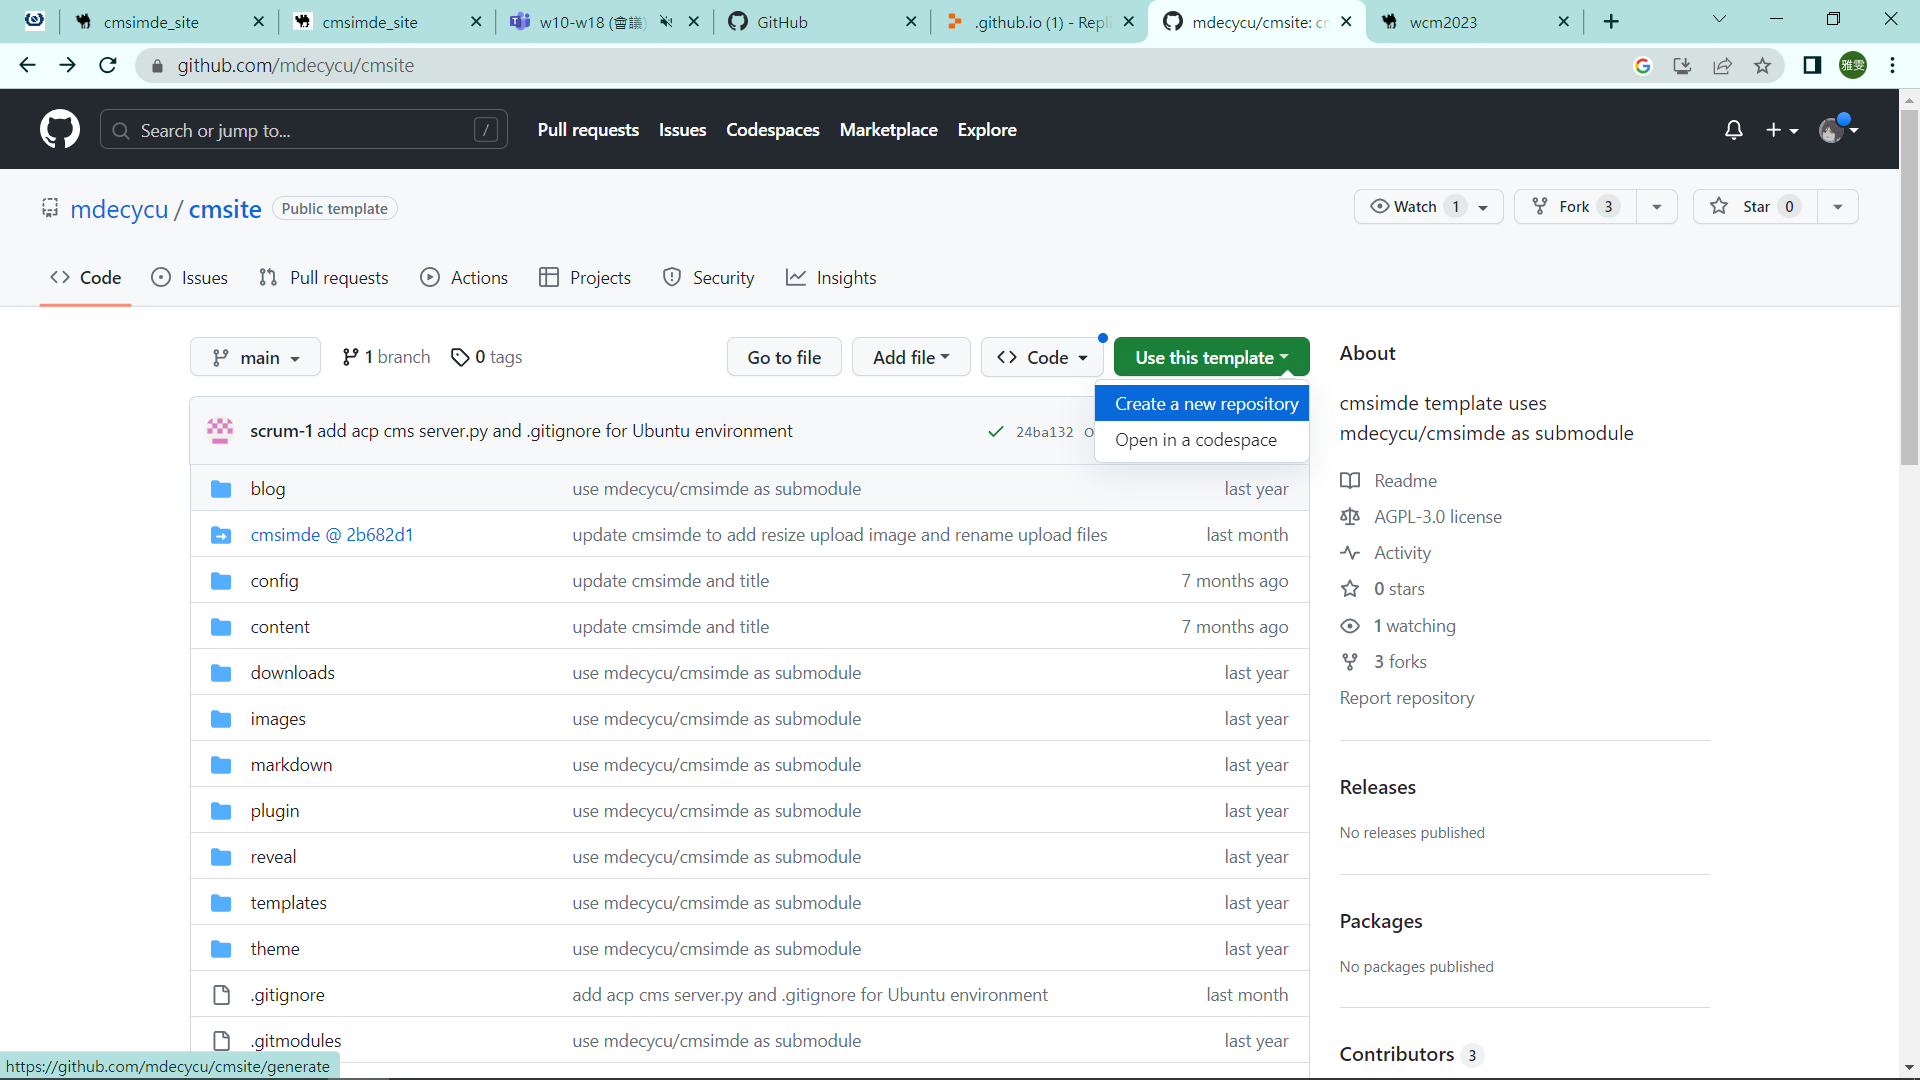 cmsimde_site
cmsimde_site
w10-w18 (會議)
GitHub
.github.io (1) - Repli
mdecycu/cmsite: c
wcm2023
github.com/mdecycu/cmsite
雅雯
Search or jump to...
/
Pull requests
Issues
Codespaces
Marketplace
Explore
mdecycu / cmsite
Public template
Watch 1
Fork 3
Star 0
Code
Issues
Pull requests
Actions
Projects
Security
Insights
main
1 branch
0 tags
Go to file
Add file
Code
Use this template
Create a new repository
Open in a codespace
scrum-1 add acp cms server.py and .gitignore for Ubuntu environment
24ba132
blog use mdecycu/cmsimde as submodule last year
cmsimde @ 2b682d1 update cmsimde to add resize upload image and rename upload files last month
config update cmsimde and title 7 months ago
content update cmsimde and title 7 months ago
downloads use mdecycu/cmsimde as submodule last year
images use mdecycu/cmsimde as submodule last year
markdown use mdecycu/cmsimde as submodule last year
plugin use mdecycu/cmsimde as submodule last year
reveal use mdecycu/cmsimde as submodule last year
templates use mdecycu/cmsimde as submodule last year
theme use mdecycu/cmsimde as submodule last year
.gitignore add acp cms server.py and .gitignore for Ubuntu environment last month
.gitmodules use mdecycu/cmsimde as submodule last year
https://github.com/mdecycu/cmsite/generate
About
cmsimde template uses
mdecycu/cmsimde as submodule
Readme
AGPL-3.0 license
Activity
0 stars
1 watching
3 forks
Report repository
Releases
No releases published
Packages
No packages published
Contributors 3